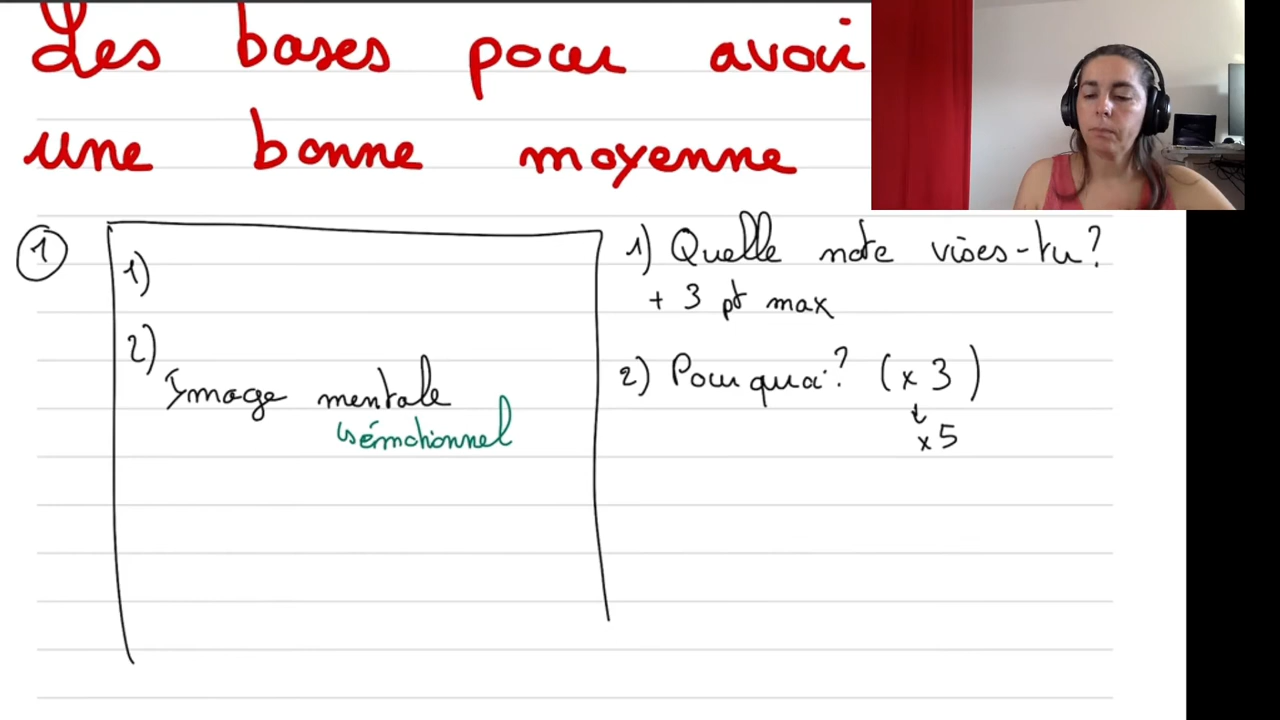 Les bases pour avoir
une bonne moyenne
1
1)
2)
Image mentale
↳ émotionnel
1) Quelle note vises-tu?
+ 3 pt max
2) Pourquoi? (x 3)
↓
x 5